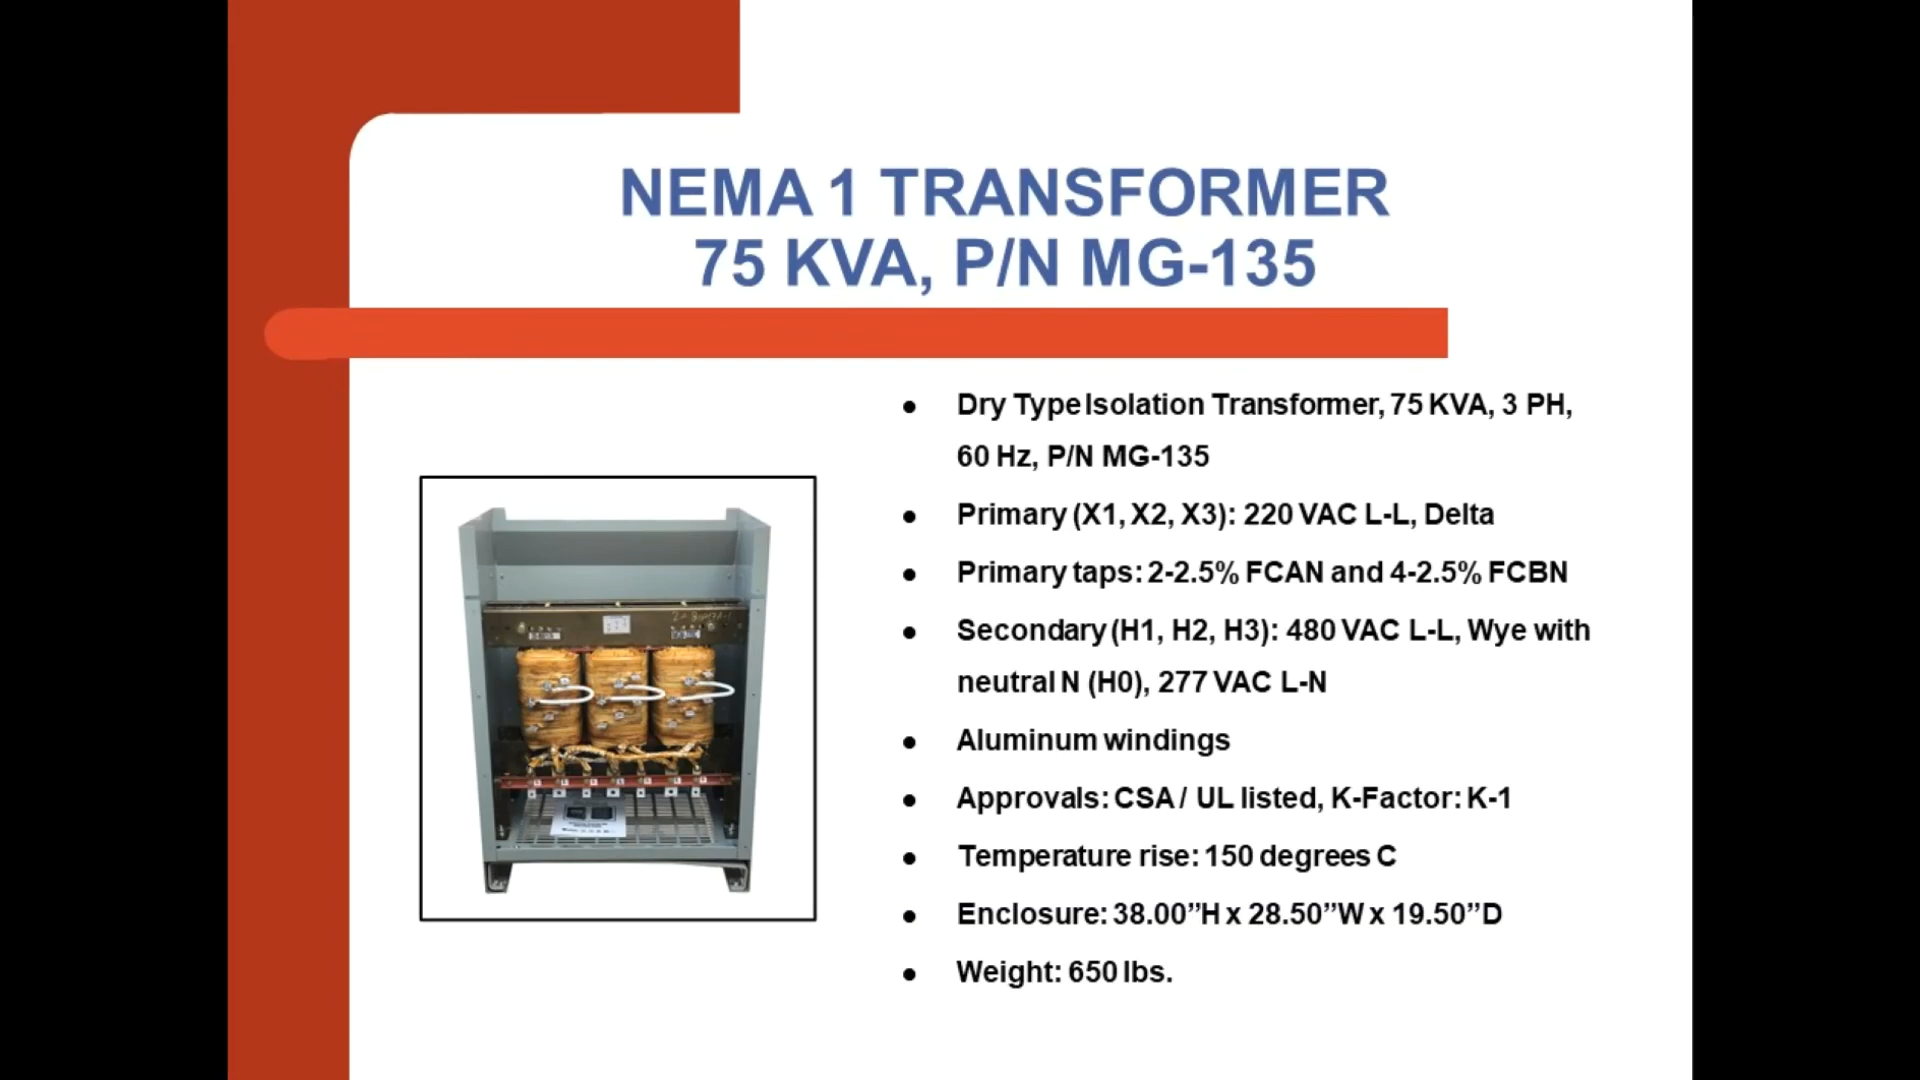 NEMA 1 TRANSFORMER
75 KVA, P/N MG-135
● Dry Type Isolation Transformer, 75 KVA, 3 PH,
60 Hz, P/N MG-135
● Primary (X1, X2, X3): 220 VAC L-L, Delta
● Primary taps: 2-2.5% FCAN and 4-2.5% FCBN
● Secondary (H1, H2, H3): 480 VAC L-L, Wye with
neutral N (H0), 277 VAC L-N
● Aluminum windings
● Approvals: CSA / UL listed, K-Factor: K-1
● Temperature rise: 150 degrees C
● Enclosure: 38.00”H x 28.50”W x 19.50”D
● Weight: 650 lbs.